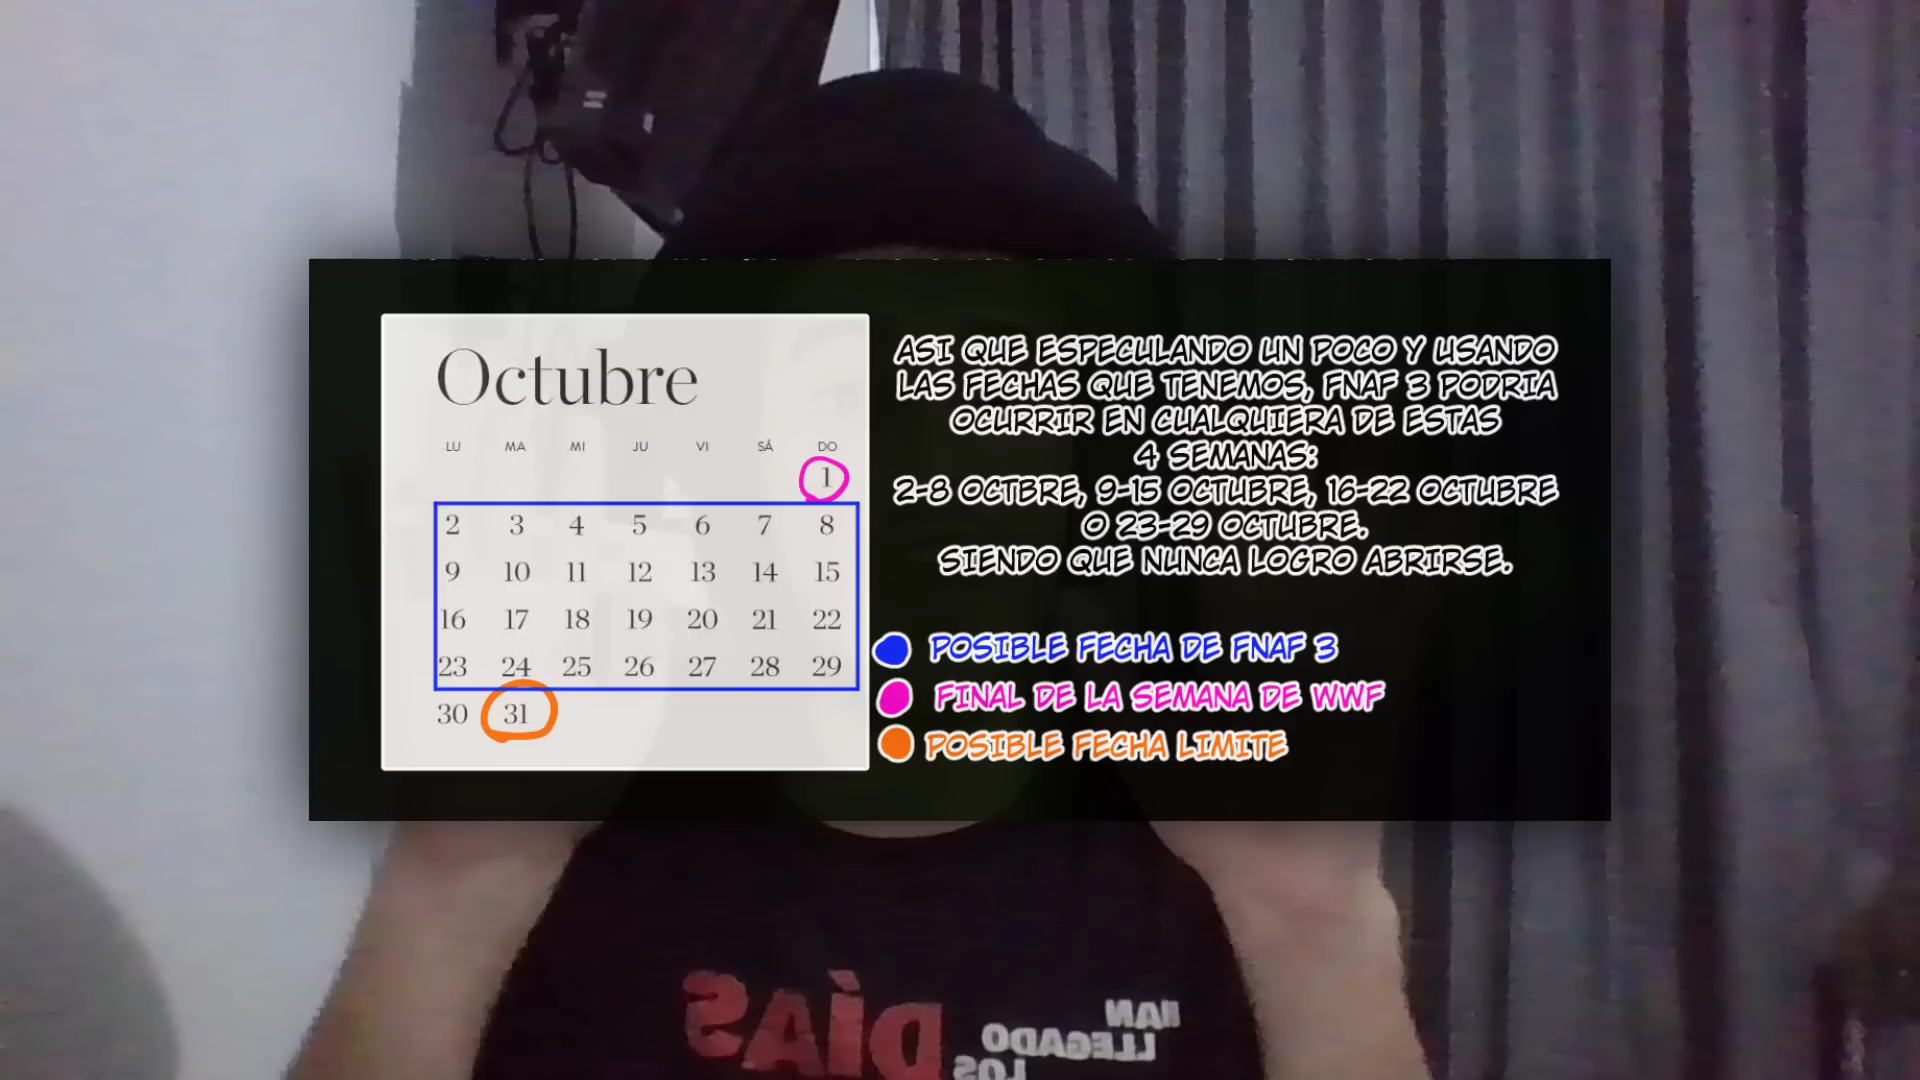 Octubre
LU MA MI JU VI SÁ DO
1
2 3 4 5 6 7 8
9 10 11 12 13 14 15
16 17 18 19 20 21 22
23 24 25 26 27 28 29
30 31
ASI QUE ESPECULANDO UN POCO Y USANDO
LAS FECHAS QUE TENEMOS, FNAF 3 PODRIA
OCURRIR EN CUALQUIERA DE ESTAS
4 SEMANAS:
2-8 OCTBRE, 9-15 OCTUBRE, 16-22 OCTUBRE
O 23-29 OCTUBRE.
SIENDO QUE NUNCA LOGRO ABRIRSE.
POSIBLE FECHA DE FNAF 3
FINAL DE LA SEMANA DE WWF
POSIBLE FECHA LIMITE
HAN
LLEGADO
LOS
DÍAS